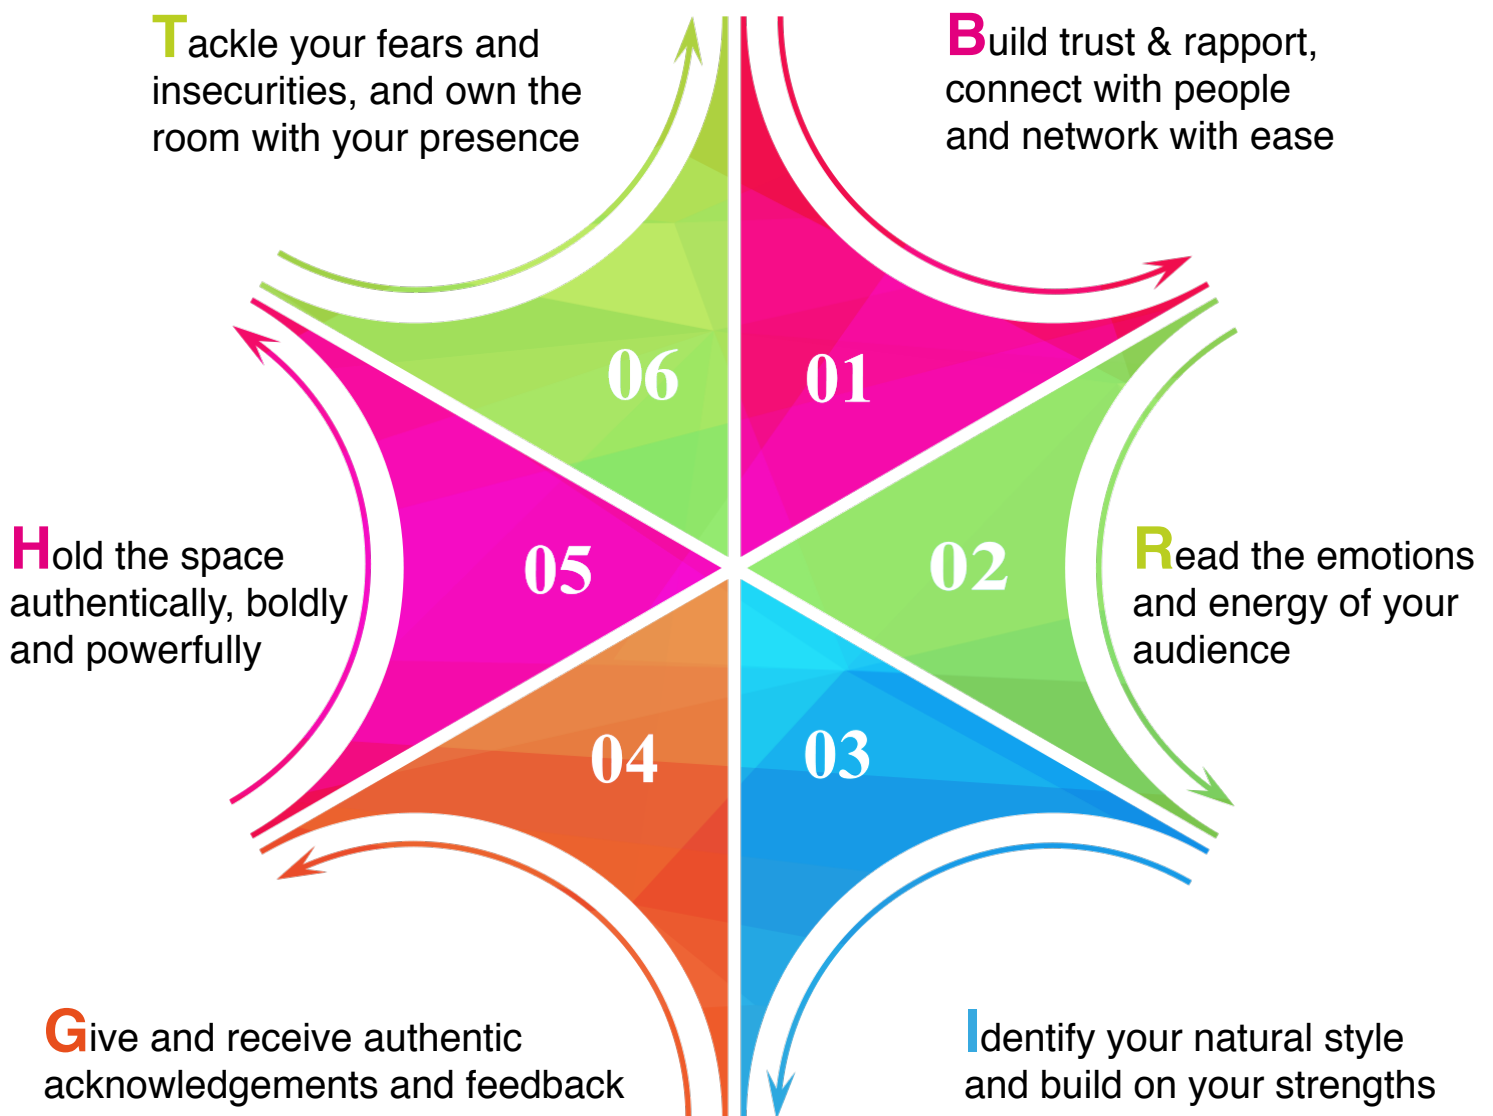 Tackle your fears and
insecurities, and own the
room with your presence
Build trust & rapport,
connect with people
and network with ease
06
01
Hold the space
authentically, boldly
and powerfully
05
02
Read the emotions
and energy of your
audience
04
03
Give and receive authentic
acknowledgements and feedback
Identify your natural style
and build on your strengths